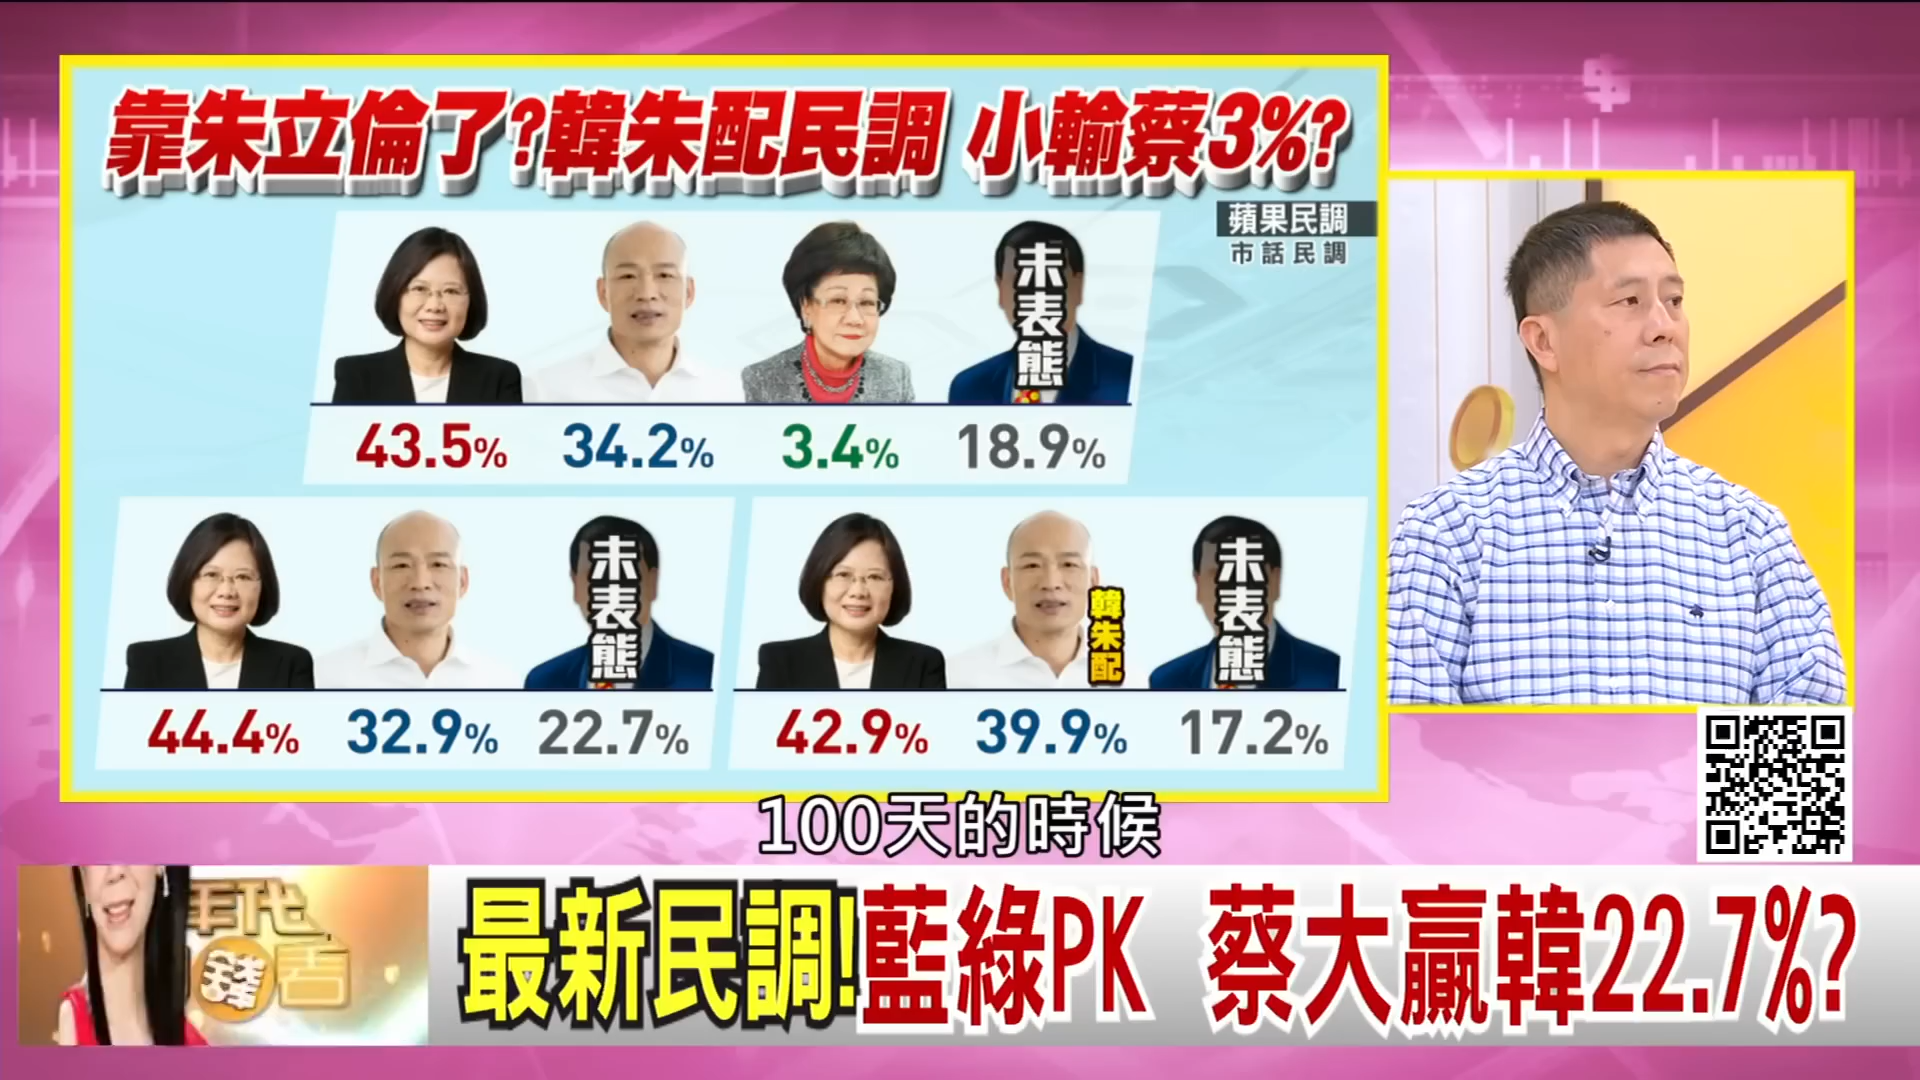 靠朱立倫了?韓朱配民調 小輸蔡3%?
蘋果民調
市話民調
未表態
43.5% 34.2% 3.4% 18.9%
未表態
44.4% 32.9% 22.7%
韓朱配
未表態
42.9% 39.9% 17.2%
100天的時候
年代
錢
最新民調!藍綠PK 蔡大贏韓22.7%?